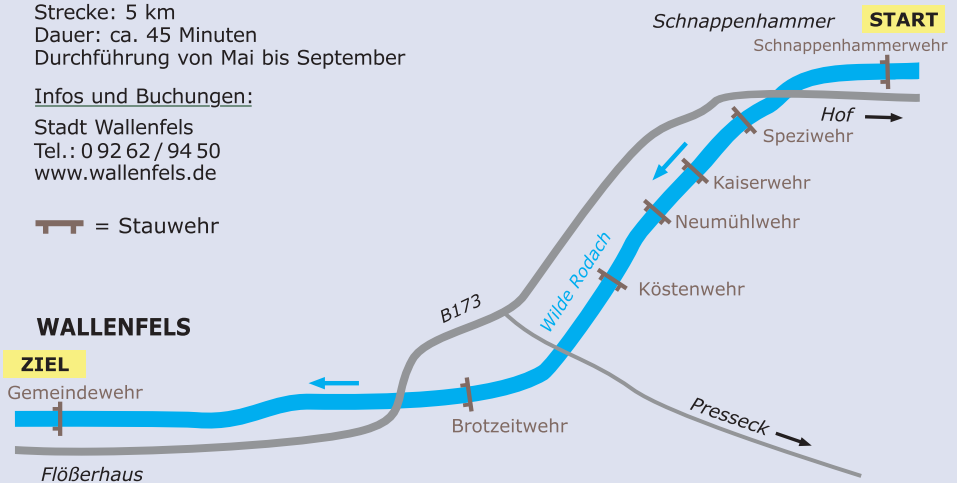 Strecke: 5 km
Dauer: ca. 45 Minuten
Durchführung von Mai bis September
Infos und Buchungen:
Stadt Wallenfels
Tel.: 0 92 62 / 94 50
www.wallenfels.de
= Stauwehr
Schnappenhammer
START
Schnappenhammerwehr
Hof
Speziwehr
Kaiserwehr
Neumühlwehr
Wilde Rodach
Köstenwehr
B173
WALLENFELS
ZIEL
Gemeindewehr
Brotzeitwehr
Presseck
Flößerhaus